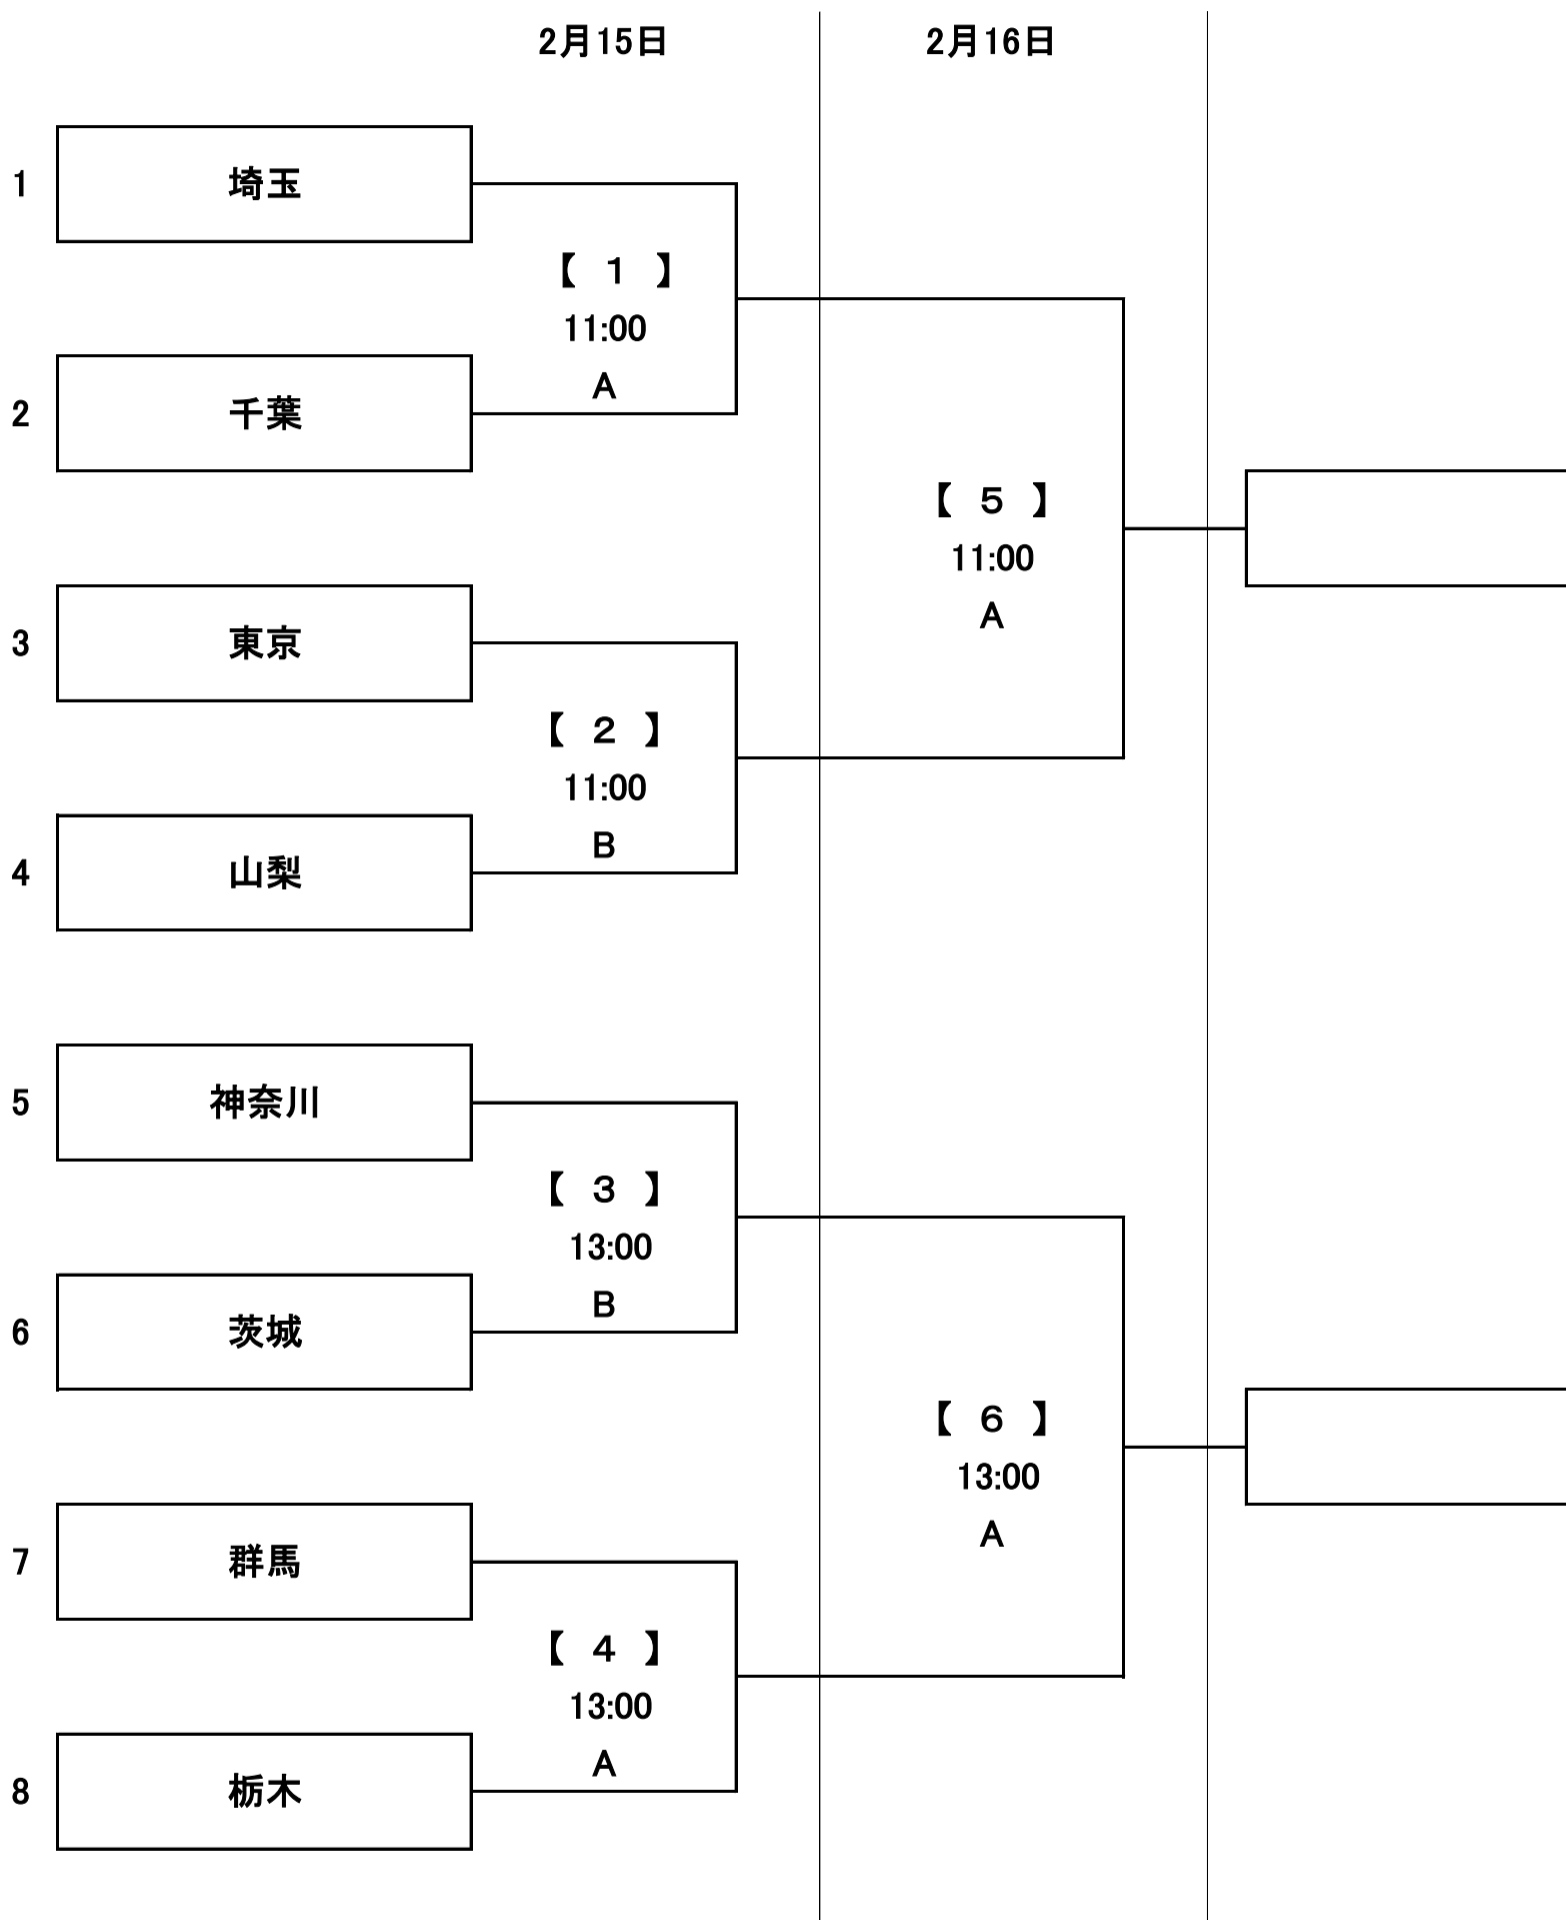 2月15日
2月16日
1
埼玉
【 1 】
11:00
A
2
千葉
【 5 】
11:00
A
3
東京
【 2 】
11:00
B
4
山梨
5
神奈川
【 3 】
13:00
B
6
茨城
【 6 】
13:00
A
7
群馬
【 4 】
13:00
A
8
栃木